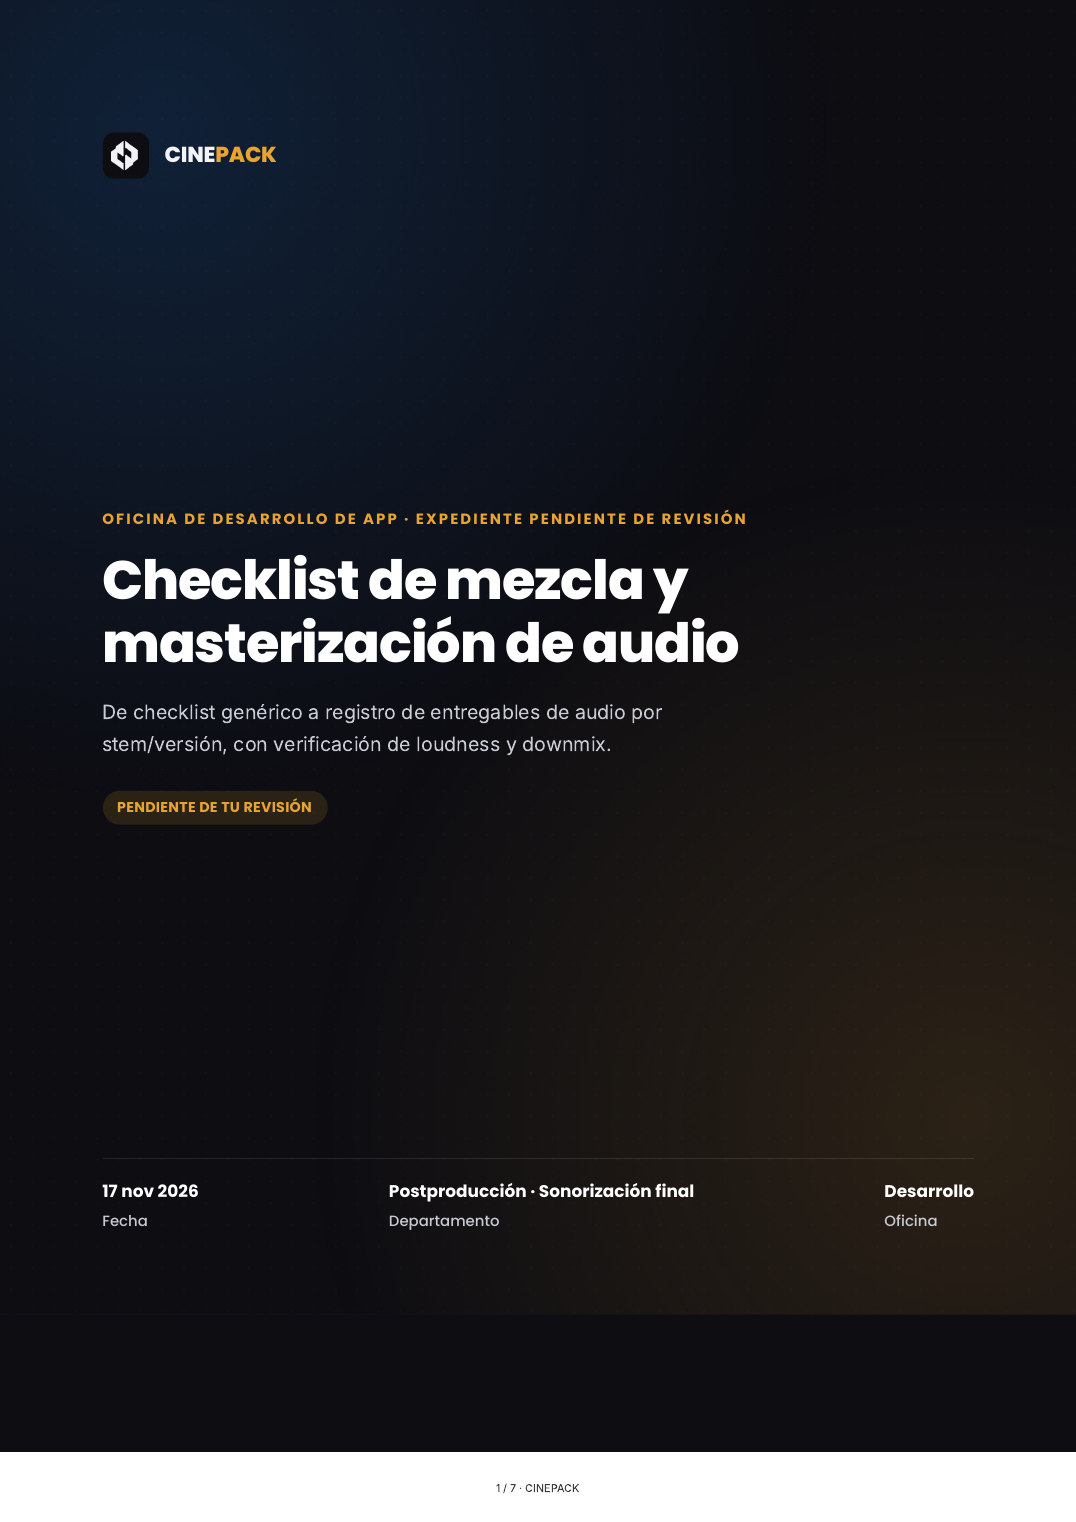 CINEPACK
OFICINA DE DESARROLLO DE APP · EXPEDIENTE PENDIENTE DE REVISIÓN
Checklist de mezcla y
masterización de audio
De checklist genérico a registro de entregables de audio por
stem/versión, con verificación de loudness y downmix.
PENDIENTE DE TU REVISIÓN
17 nov 2026
Fecha
Postproducción · Sonorización final
Departamento
Desarrollo
Oficina
1 / 7 · CINEPACK